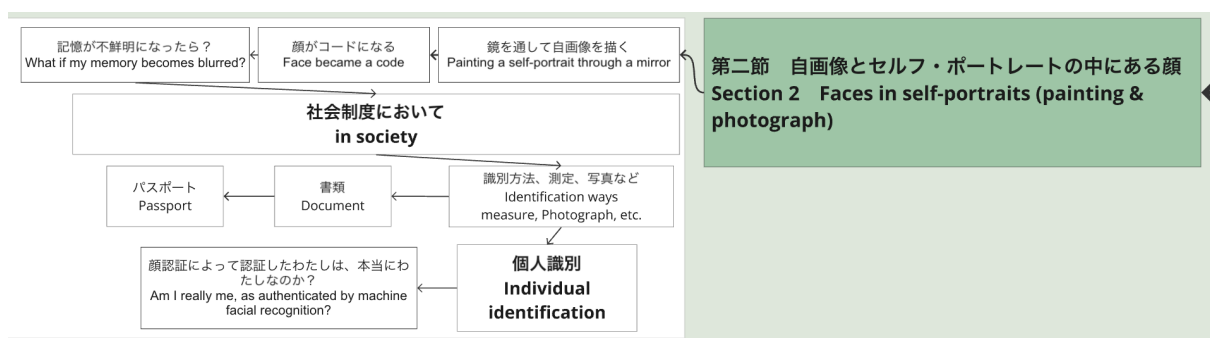 第二節　自画像とセルフ・ポートレートの中にある顔
Section 2　Faces in self-portraits (painting &
photograph)
鏡を通して自画像を描く
Painting a self-portrait through a mirror
顔がコードになる
Face became a code
記憶が不鮮明になったら？
What if my memory becomes blurred?
社会制度において
in society
識別方法、測定、写真など
Identification ways
measure, Photograph, etc.
書類
Document
パスポート
Passport
個人識別
Individual
identification
顔認証によって認証したわたしは、本当にわ
たしなのか？
Am I really me, as authenticated by machine
facial recognition?